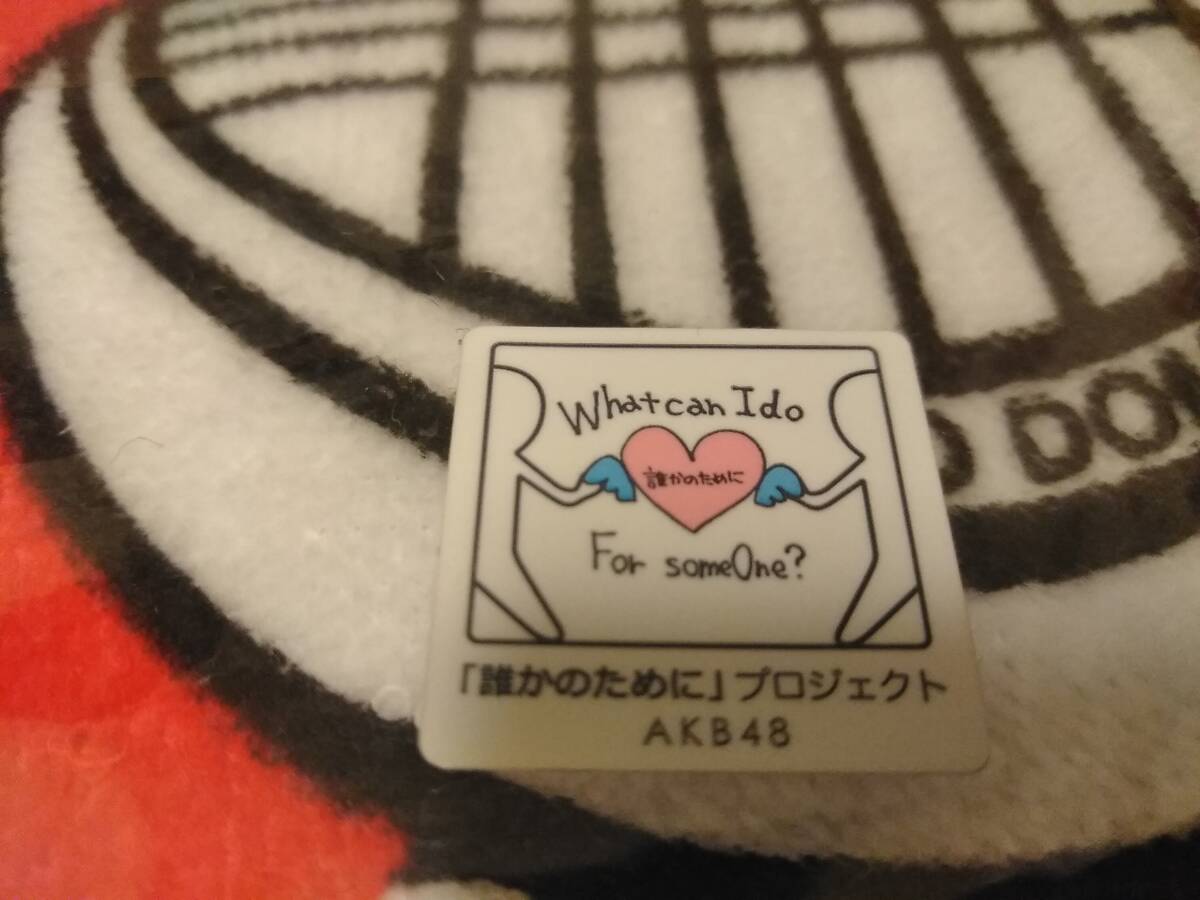 What can I do
誰かのために
For someOne?
「誰かのために」プロジェクト
AKB48